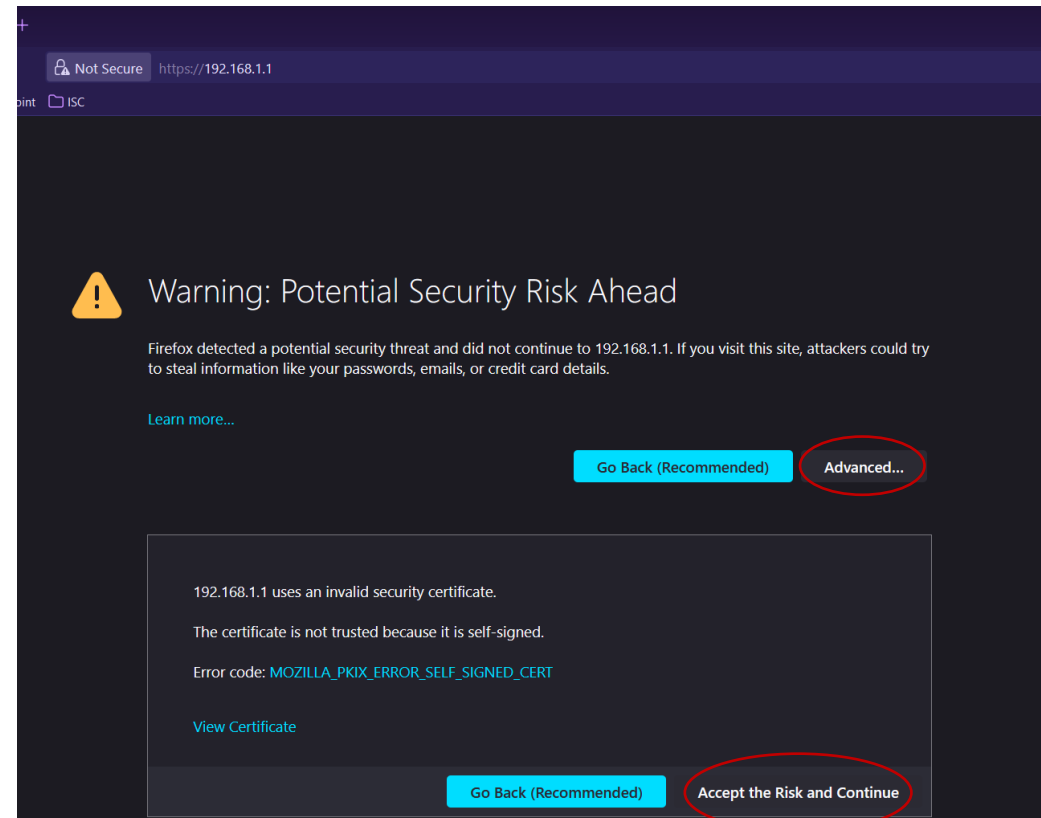 +
Not Secure https://192.168.1.1
oint ISC
Warning: Potential Security Risk Ahead
Firefox detected a potential security threat and did not continue to 192.168.1.1. If you visit this site, attackers could try
to steal information like your passwords, emails, or credit card details.
Learn more...
Go Back (Recommended) Advanced...
192.168.1.1 uses an invalid security certificate.
The certificate is not trusted because it is self-signed.
Error code: MOZILLA_PKIX_ERROR_SELF_SIGNED_CERT
View Certificate
Go Back (Recommended) Accept the Risk and Continue